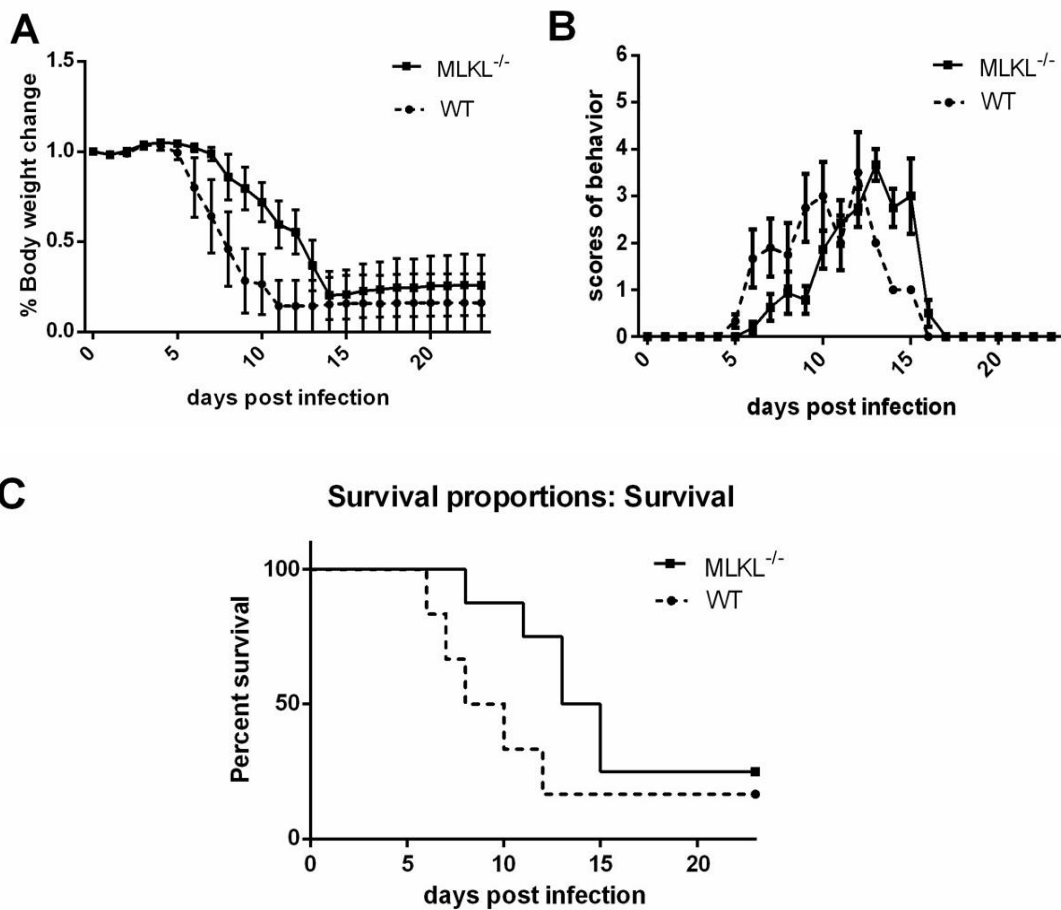 A
% Body weight change
1.5
1.0
0.5
0.0
0
5
10
15
20
days post infection
MLKL-/-
WT
B
scores of behavior
6
5
4
3
2
1
0
0
5
10
15
20
days post infection
MLKL-/-
WT
C
Survival proportions: Survival
Percent survival
100
50
0
0
5
10
15
20
days post infection
MLKL-/-
WT